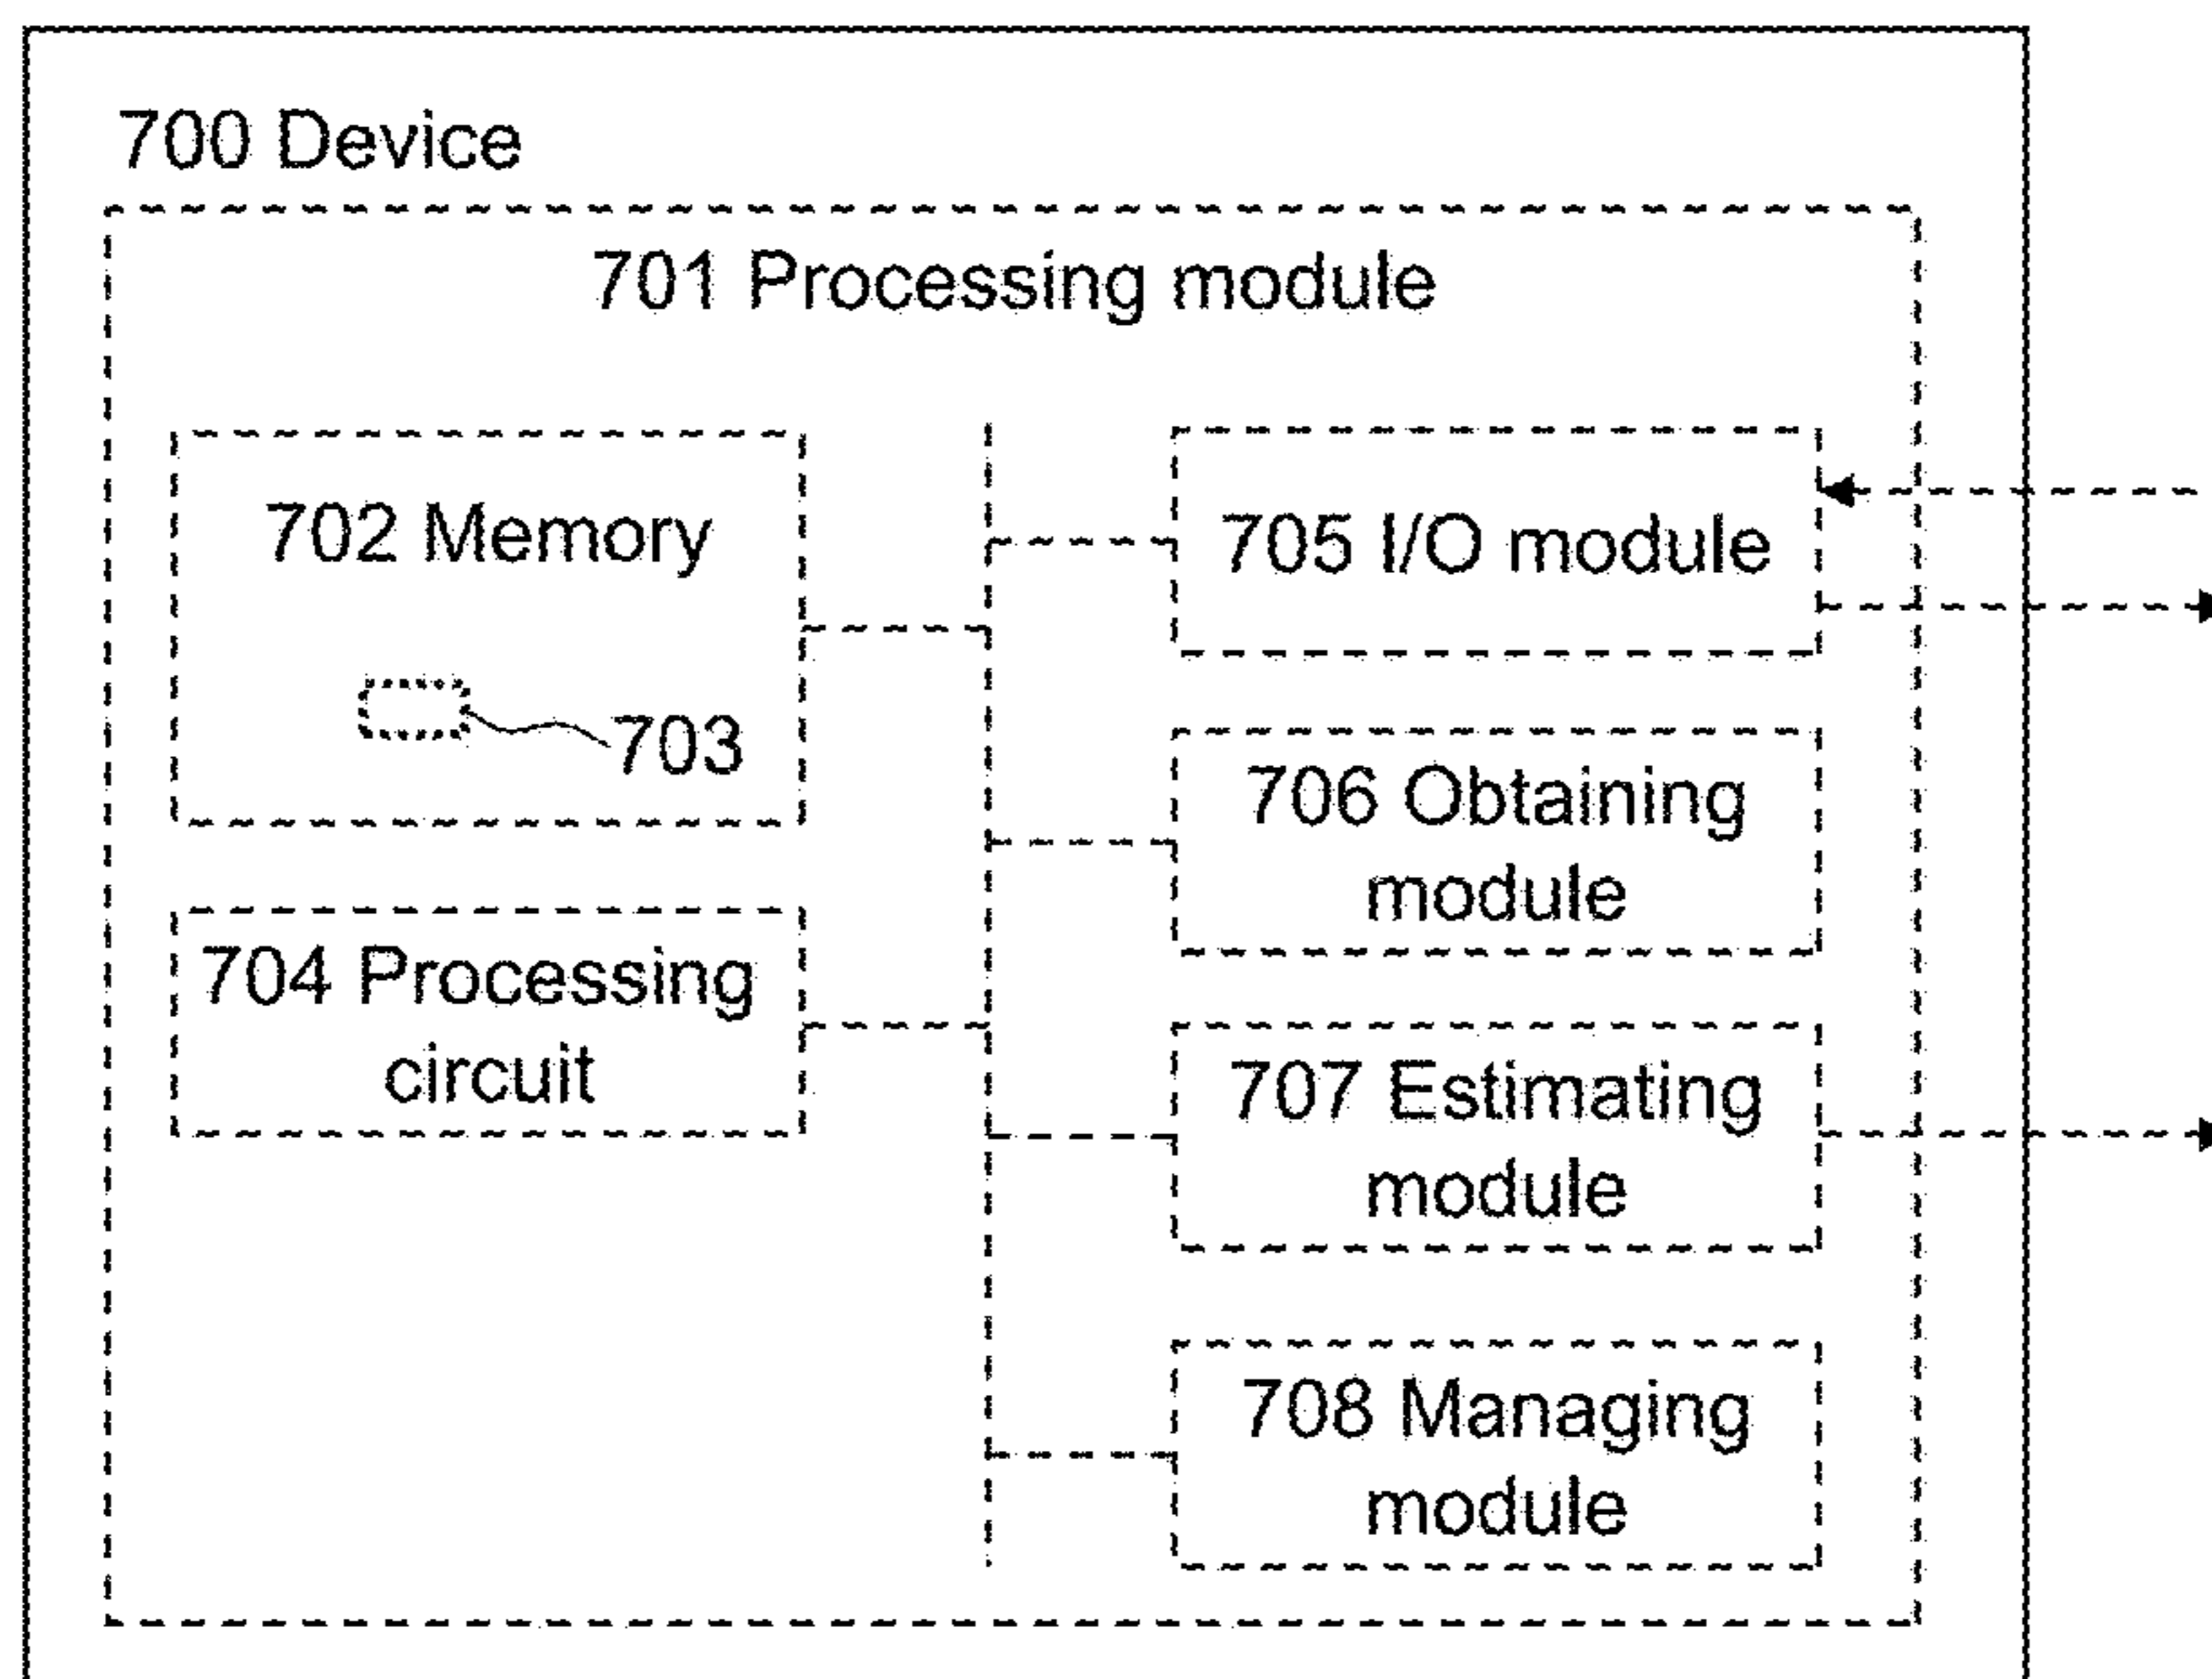 700 Device
701 Processing module
702 Memory
703
704 Processing
circuit
705 I/O module
706 Obtaining
module
707 Estimating
module
708 Managing
module